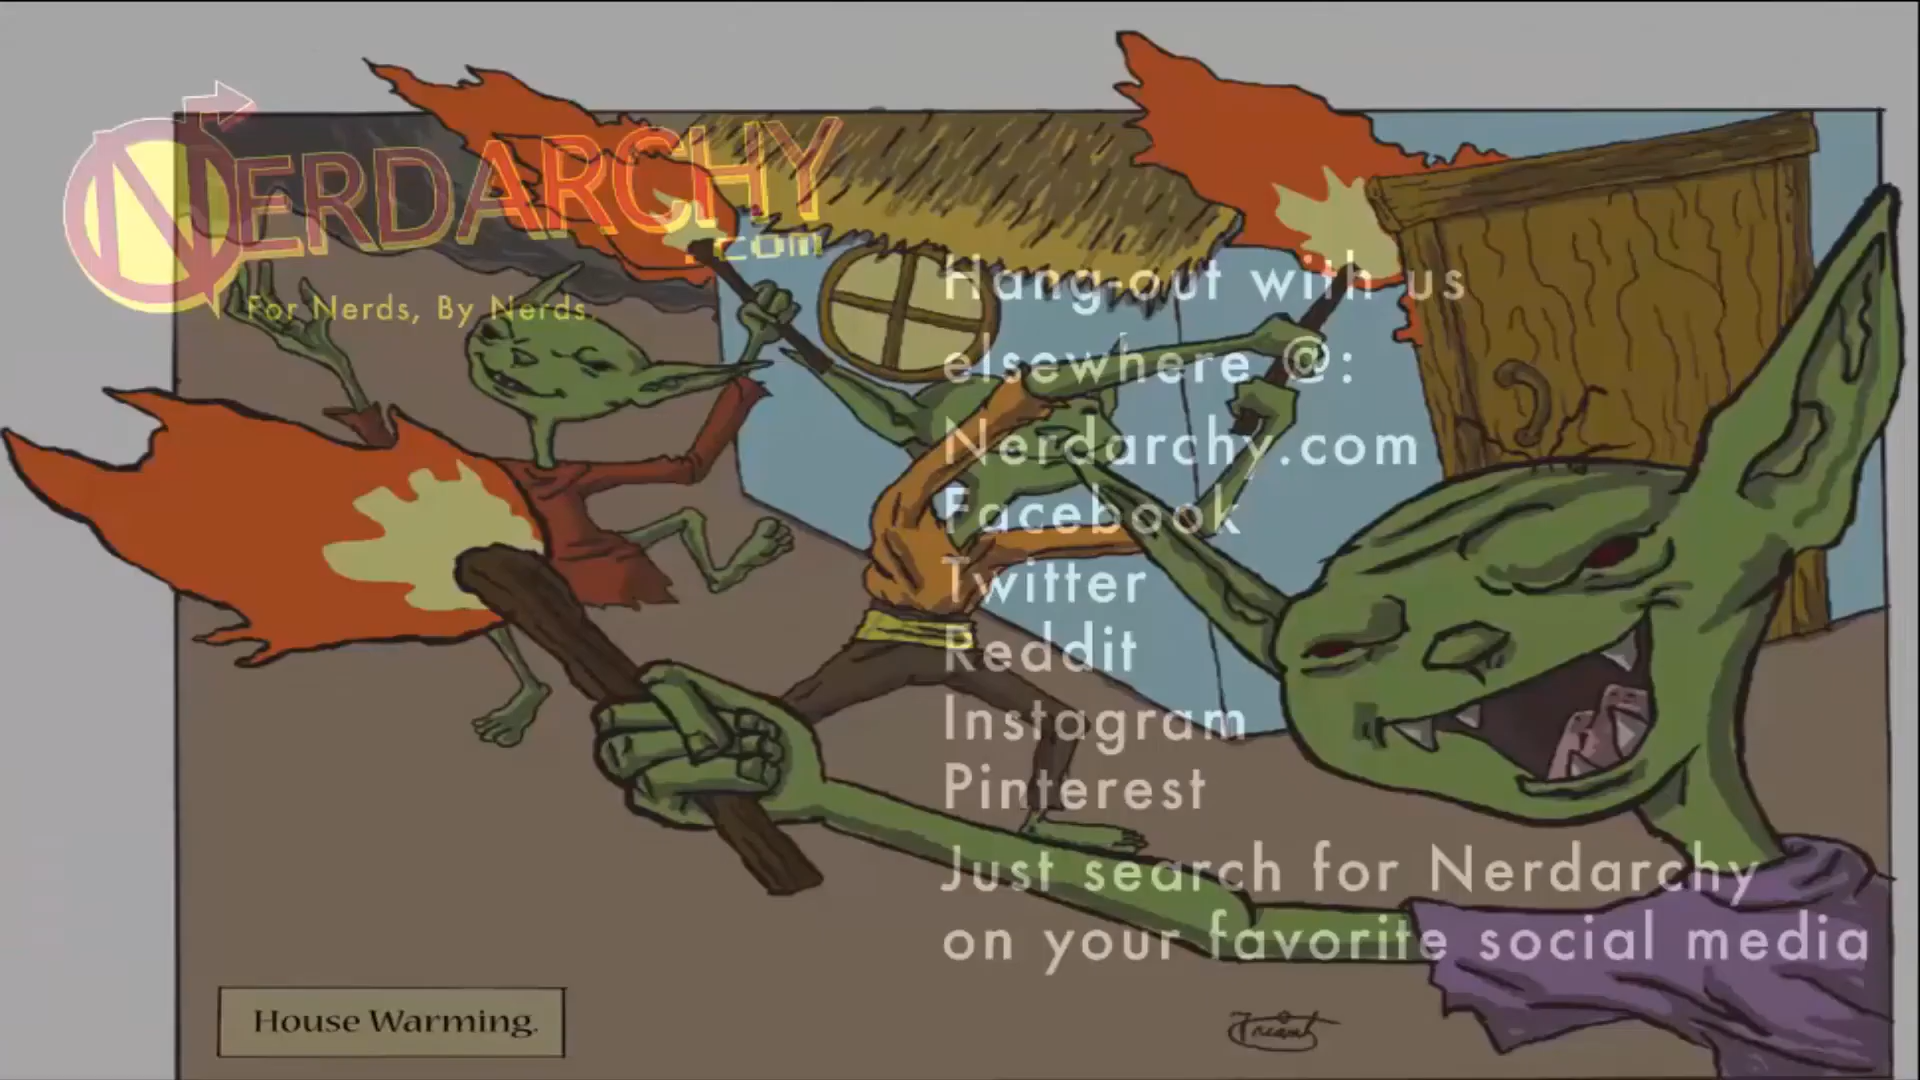 NERDARCHY
.com
For Nerds, By Nerds.
Hang-out with us
elsewhere @:
Nerdarchy.com
Facebook
Twitter
Reddit
Instagram
Pinterest
Just search for Nerdarchy
on your favorite social media
House Warming.